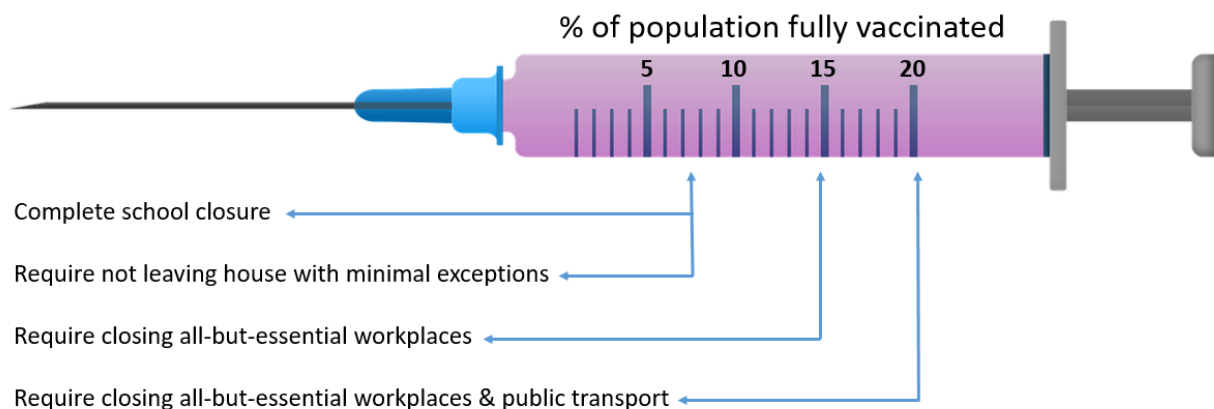 % of population fully vaccinated
5 10 15 20
Complete school closure
Require not leaving house with minimal exceptions
Require closing all-but-essential workplaces
Require closing all-but-essential workplaces & public transport